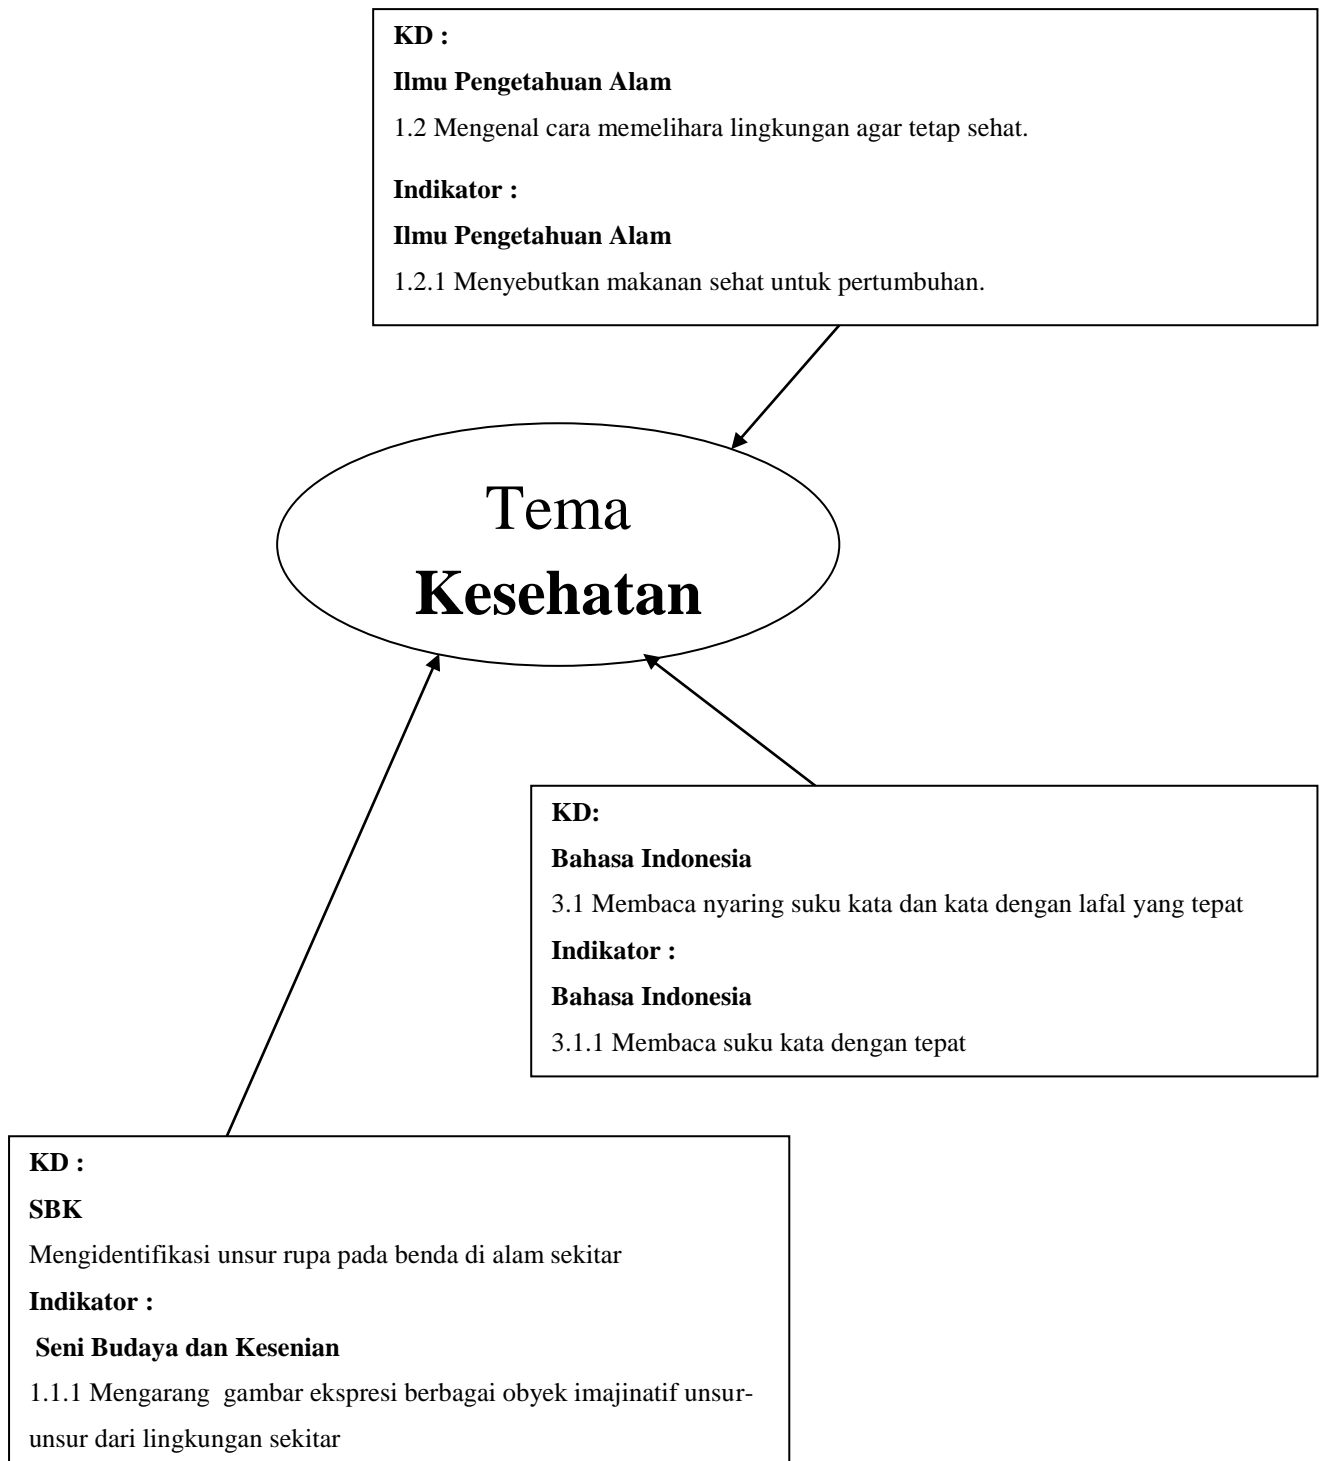 KD :
Ilmu Pengetahuan Alam
1.2 Mengenal cara memelihara lingkungan agar tetap sehat.
Indikator :
Ilmu Pengetahuan Alam
1.2.1 Menyebutkan makanan sehat untuk pertumbuhan.
Tema
Kesehatan
KD:
Bahasa Indonesia
3.1 Membaca nyaring suku kata dan kata dengan lafal yang tepat
Indikator :
Bahasa Indonesia
3.1.1 Membaca suku kata dengan tepat
KD :
SBK
Mengidentifikasi unsur rupa pada benda di alam sekitar
Indikator :
Seni Budaya dan Kesenian
1.1.1 Mengarang  gambar ekspresi berbagai obyek imajinatif unsur-
unsur dari lingkungan sekitar